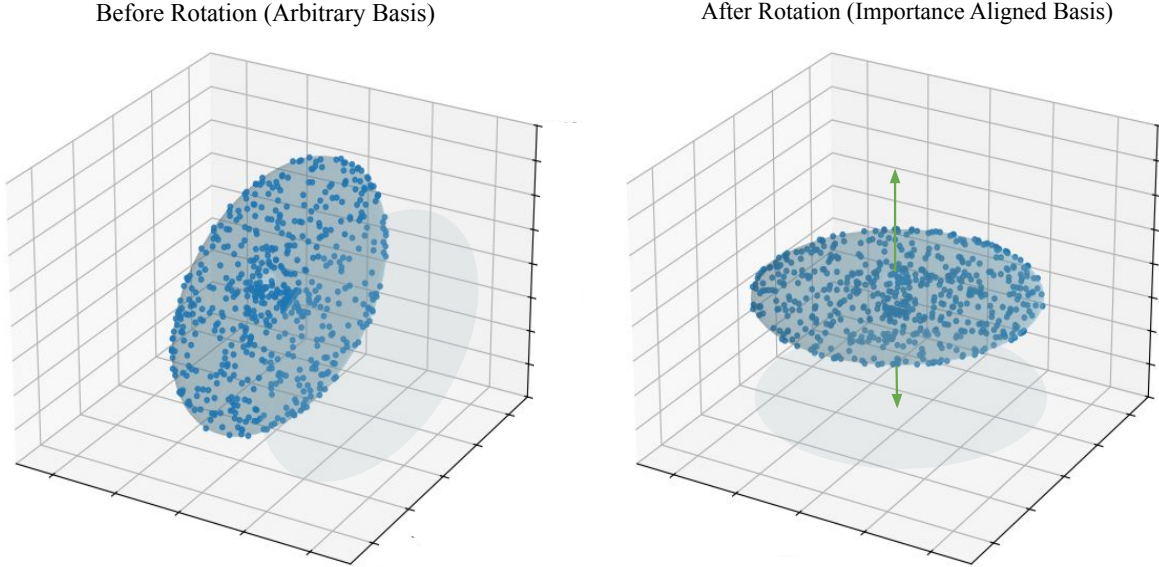 Before Rotation (Arbitrary Basis)
After Rotation (Importance Aligned Basis)